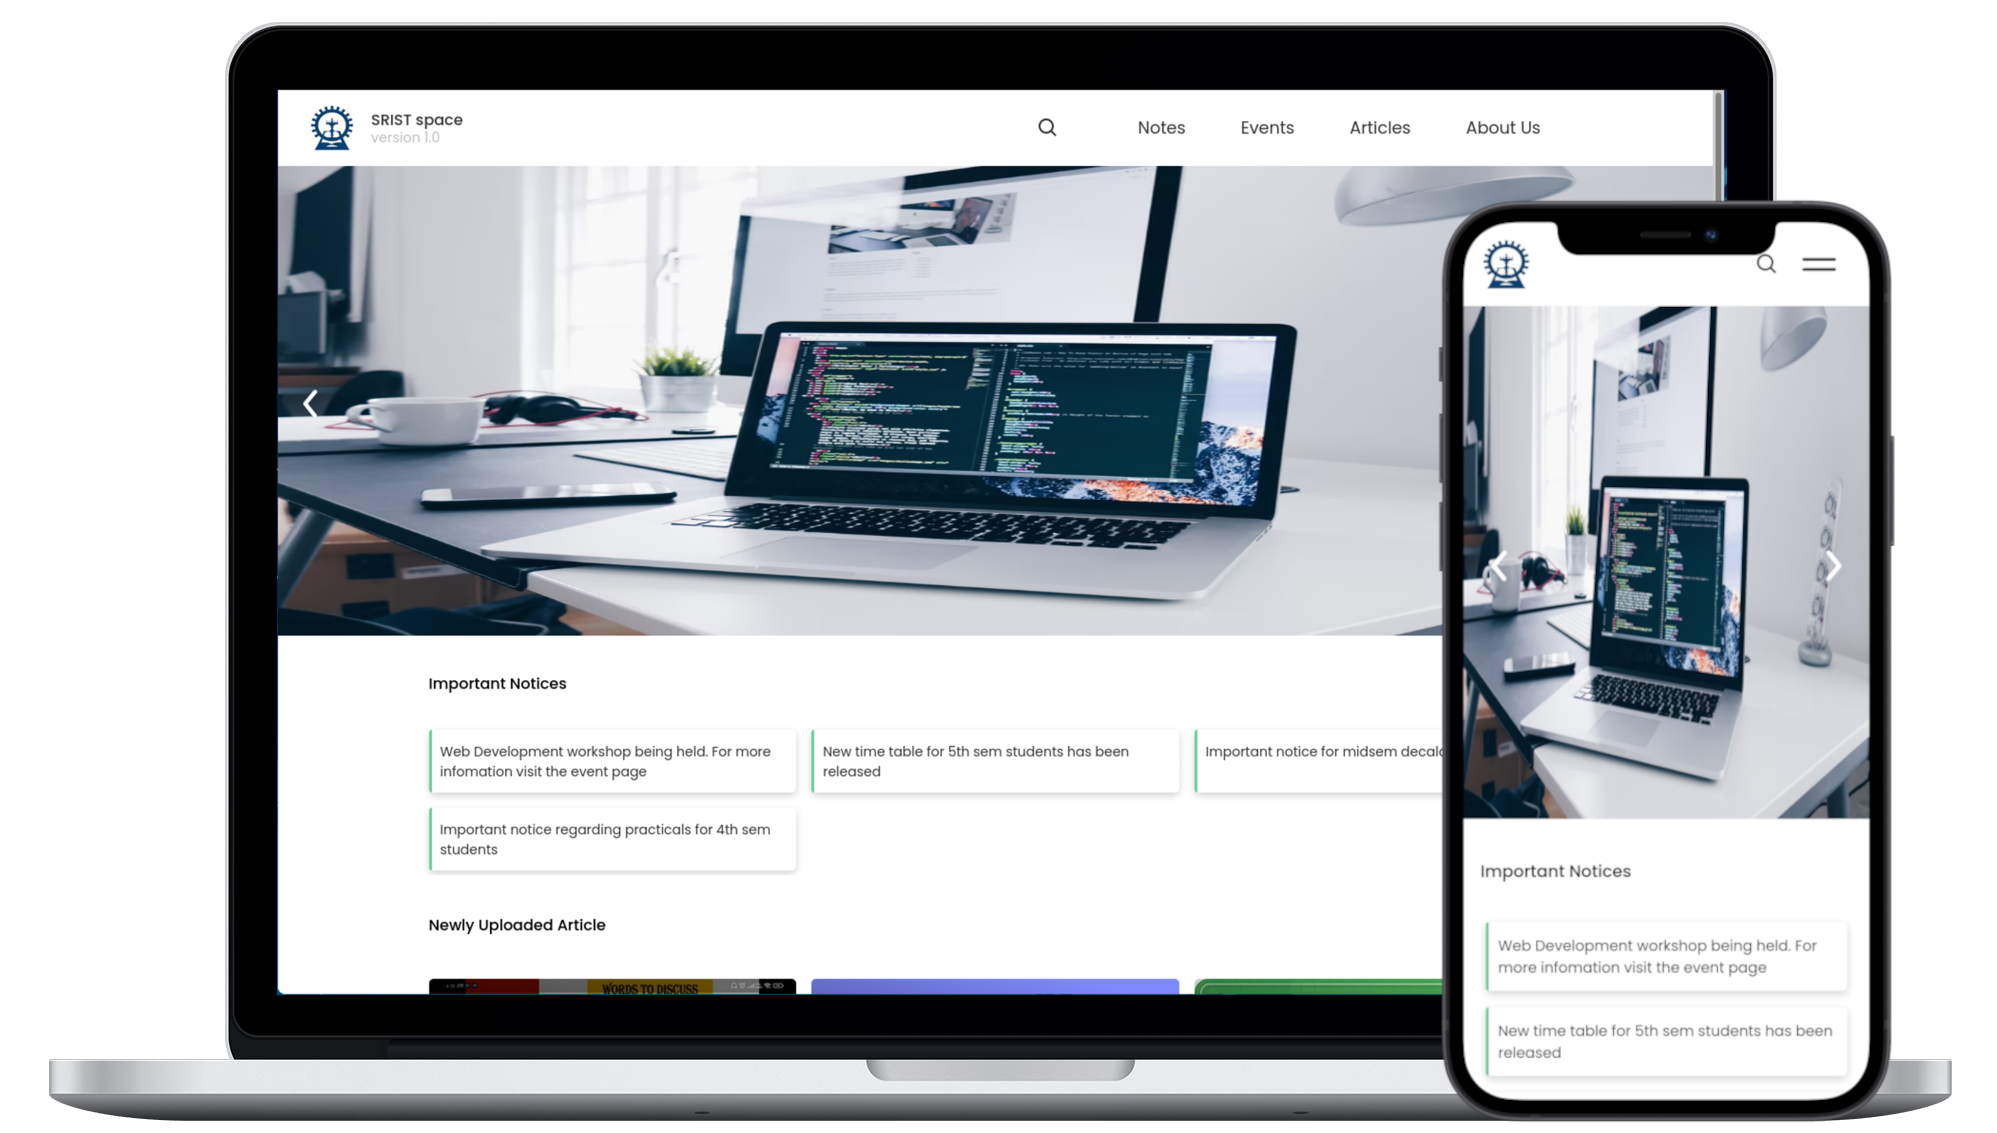 SRIST space
version 1.0
Notes
Events
Articles
About Us
Important Notices
Web Development workshop being held. For more
infomation visit the event page
New time table for 5th sem students has been
released
Important notice for midsem
Important notice regarding practicals for 4th sem
students
Newly Uploaded Article
WORDS TO DISCUSS
Important Notices
Web Development workshop being held. For
more infomation visit the event page
New time table for 5th sem students has been
released